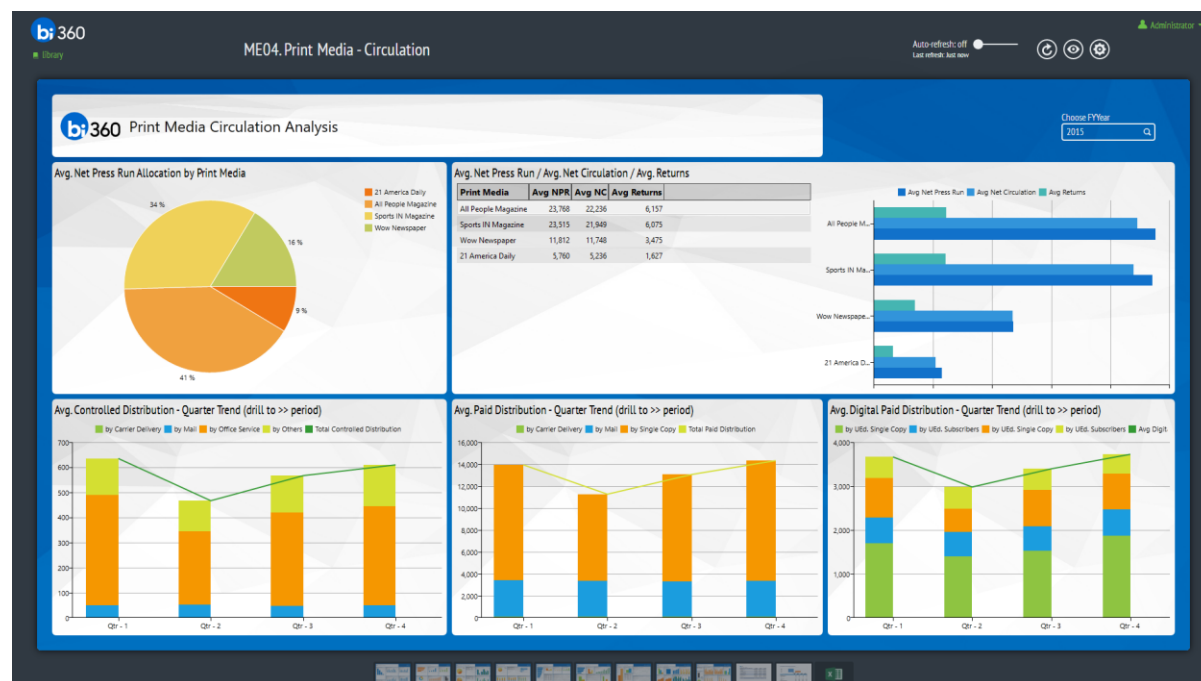 bi 360
library
ME04. Print Media - Circulation
Auto-refresh: off
Last refresh: Just now
Administrator
bi 360 Print Media Circulation Analysis
Choose FYYear
2015
Avg. Net Press Run Allocation by Print Media
21 America Daily
All People Magazine
Sports IN Magazine
Wow Newspaper
34 %
16 %
9 %
41 %
Avg. Net Press Run / Avg. Net Circulation / Avg. Returns
Print Media Avg NPR Avg NC Avg Returns
All People Magazine 23,768 22,236 6,157
Sports IN Magazine 23,515 21,949 6,075
Wow Newspaper 11,812 11,748 3,475
21 America Daily 5,760 5,236 1,627
Avg Net Press Run Avg Net Circulation Avg Returns
All People M...
Sports IN Ma...
Wow Newspape...
21 America D...
Avg. Controlled Distribution - Quarter Trend (drill to >> period)
by Carrier Delivery by Mail by Office Service by Others Total Controlled Distribution
700
600
500
400
300
200
100
0
Qtr - 1 Qtr - 2 Qtr - 3 Qtr - 4
Avg. Paid Distribution - Quarter Trend (drill to >> period)
by Carrier Delivery by Mail by Single Copy Total Paid Distribution
16,000
14,000
12,000
10,000
8,000
6,000
4,000
2,000
0
Qtr - 1 Qtr - 2 Qtr - 3 Qtr - 4
Avg. Digital Paid Distribution - Quarter Trend (drill to >> period)
by UEd. Single Copy by UEd. Subscribers by UEd. Single Copy by UEd. Subscribers Avg Digit
4,000
3,000
2,000
1,000
0
Qtr - 1 Qtr - 2 Qtr - 3 Qtr - 4